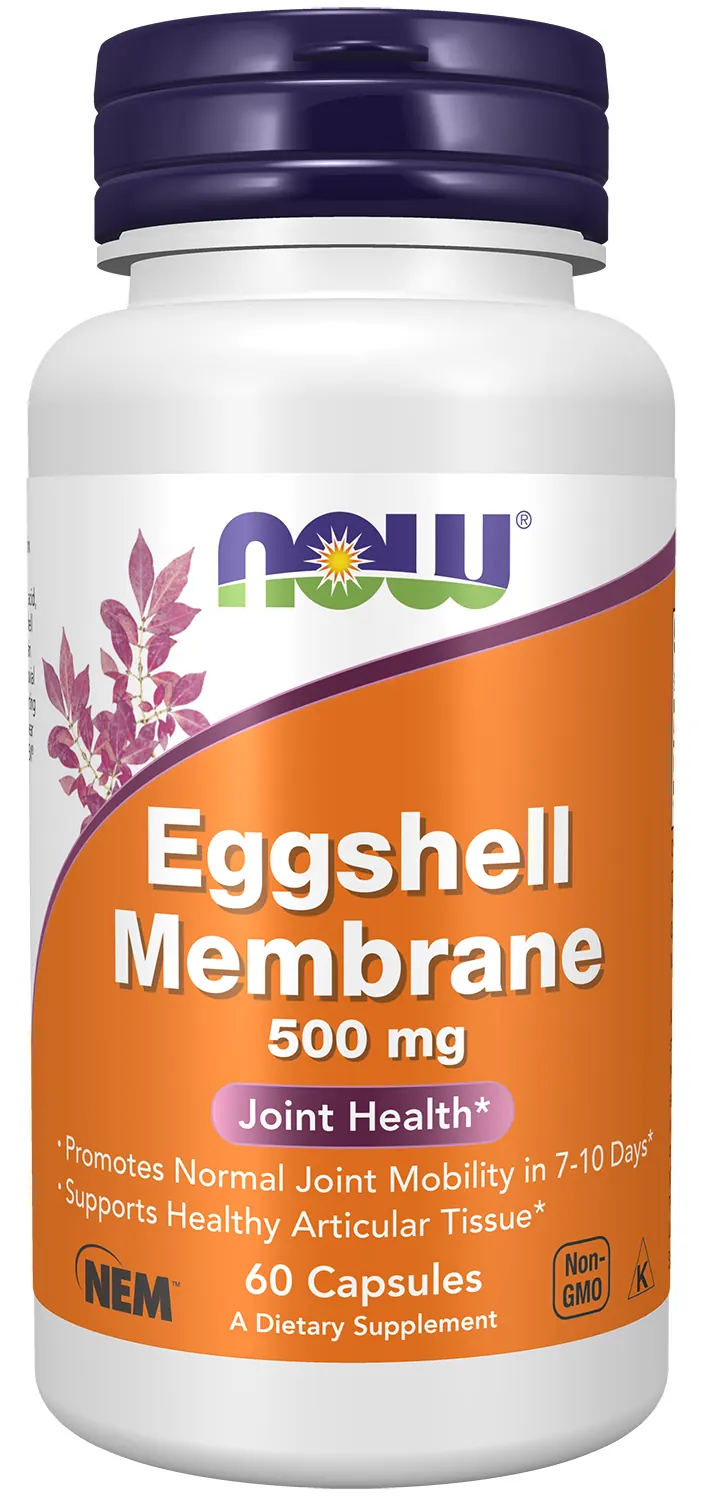 NOW®
Eggshell
Membrane
500 mg
Joint Health*
· Promotes Normal Joint Mobility in 7-10 Days*
· Supports Healthy Articular Tissue*
NEM™
60 Capsules
A Dietary Supplement
Non-
GMO
K